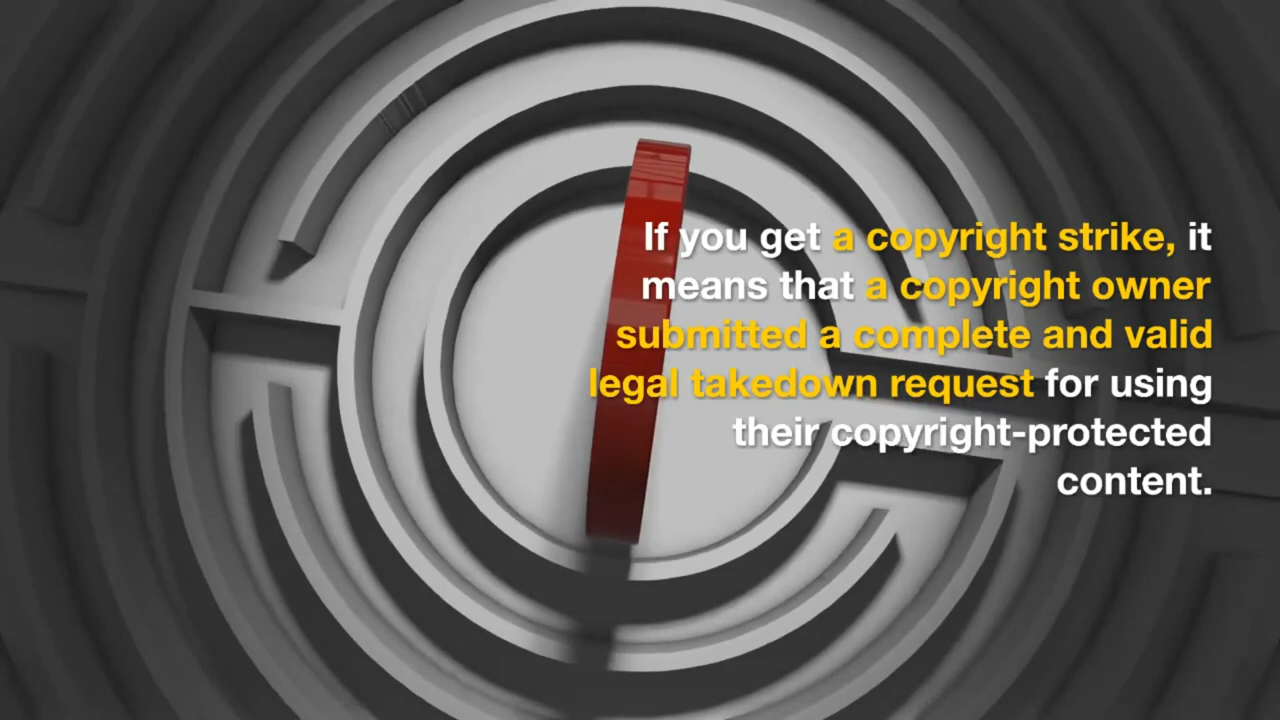 If you get a copyright strike, it
means that a copyright owner
submitted a complete and valid
legal takedown request for using
their copyright-protected
content.